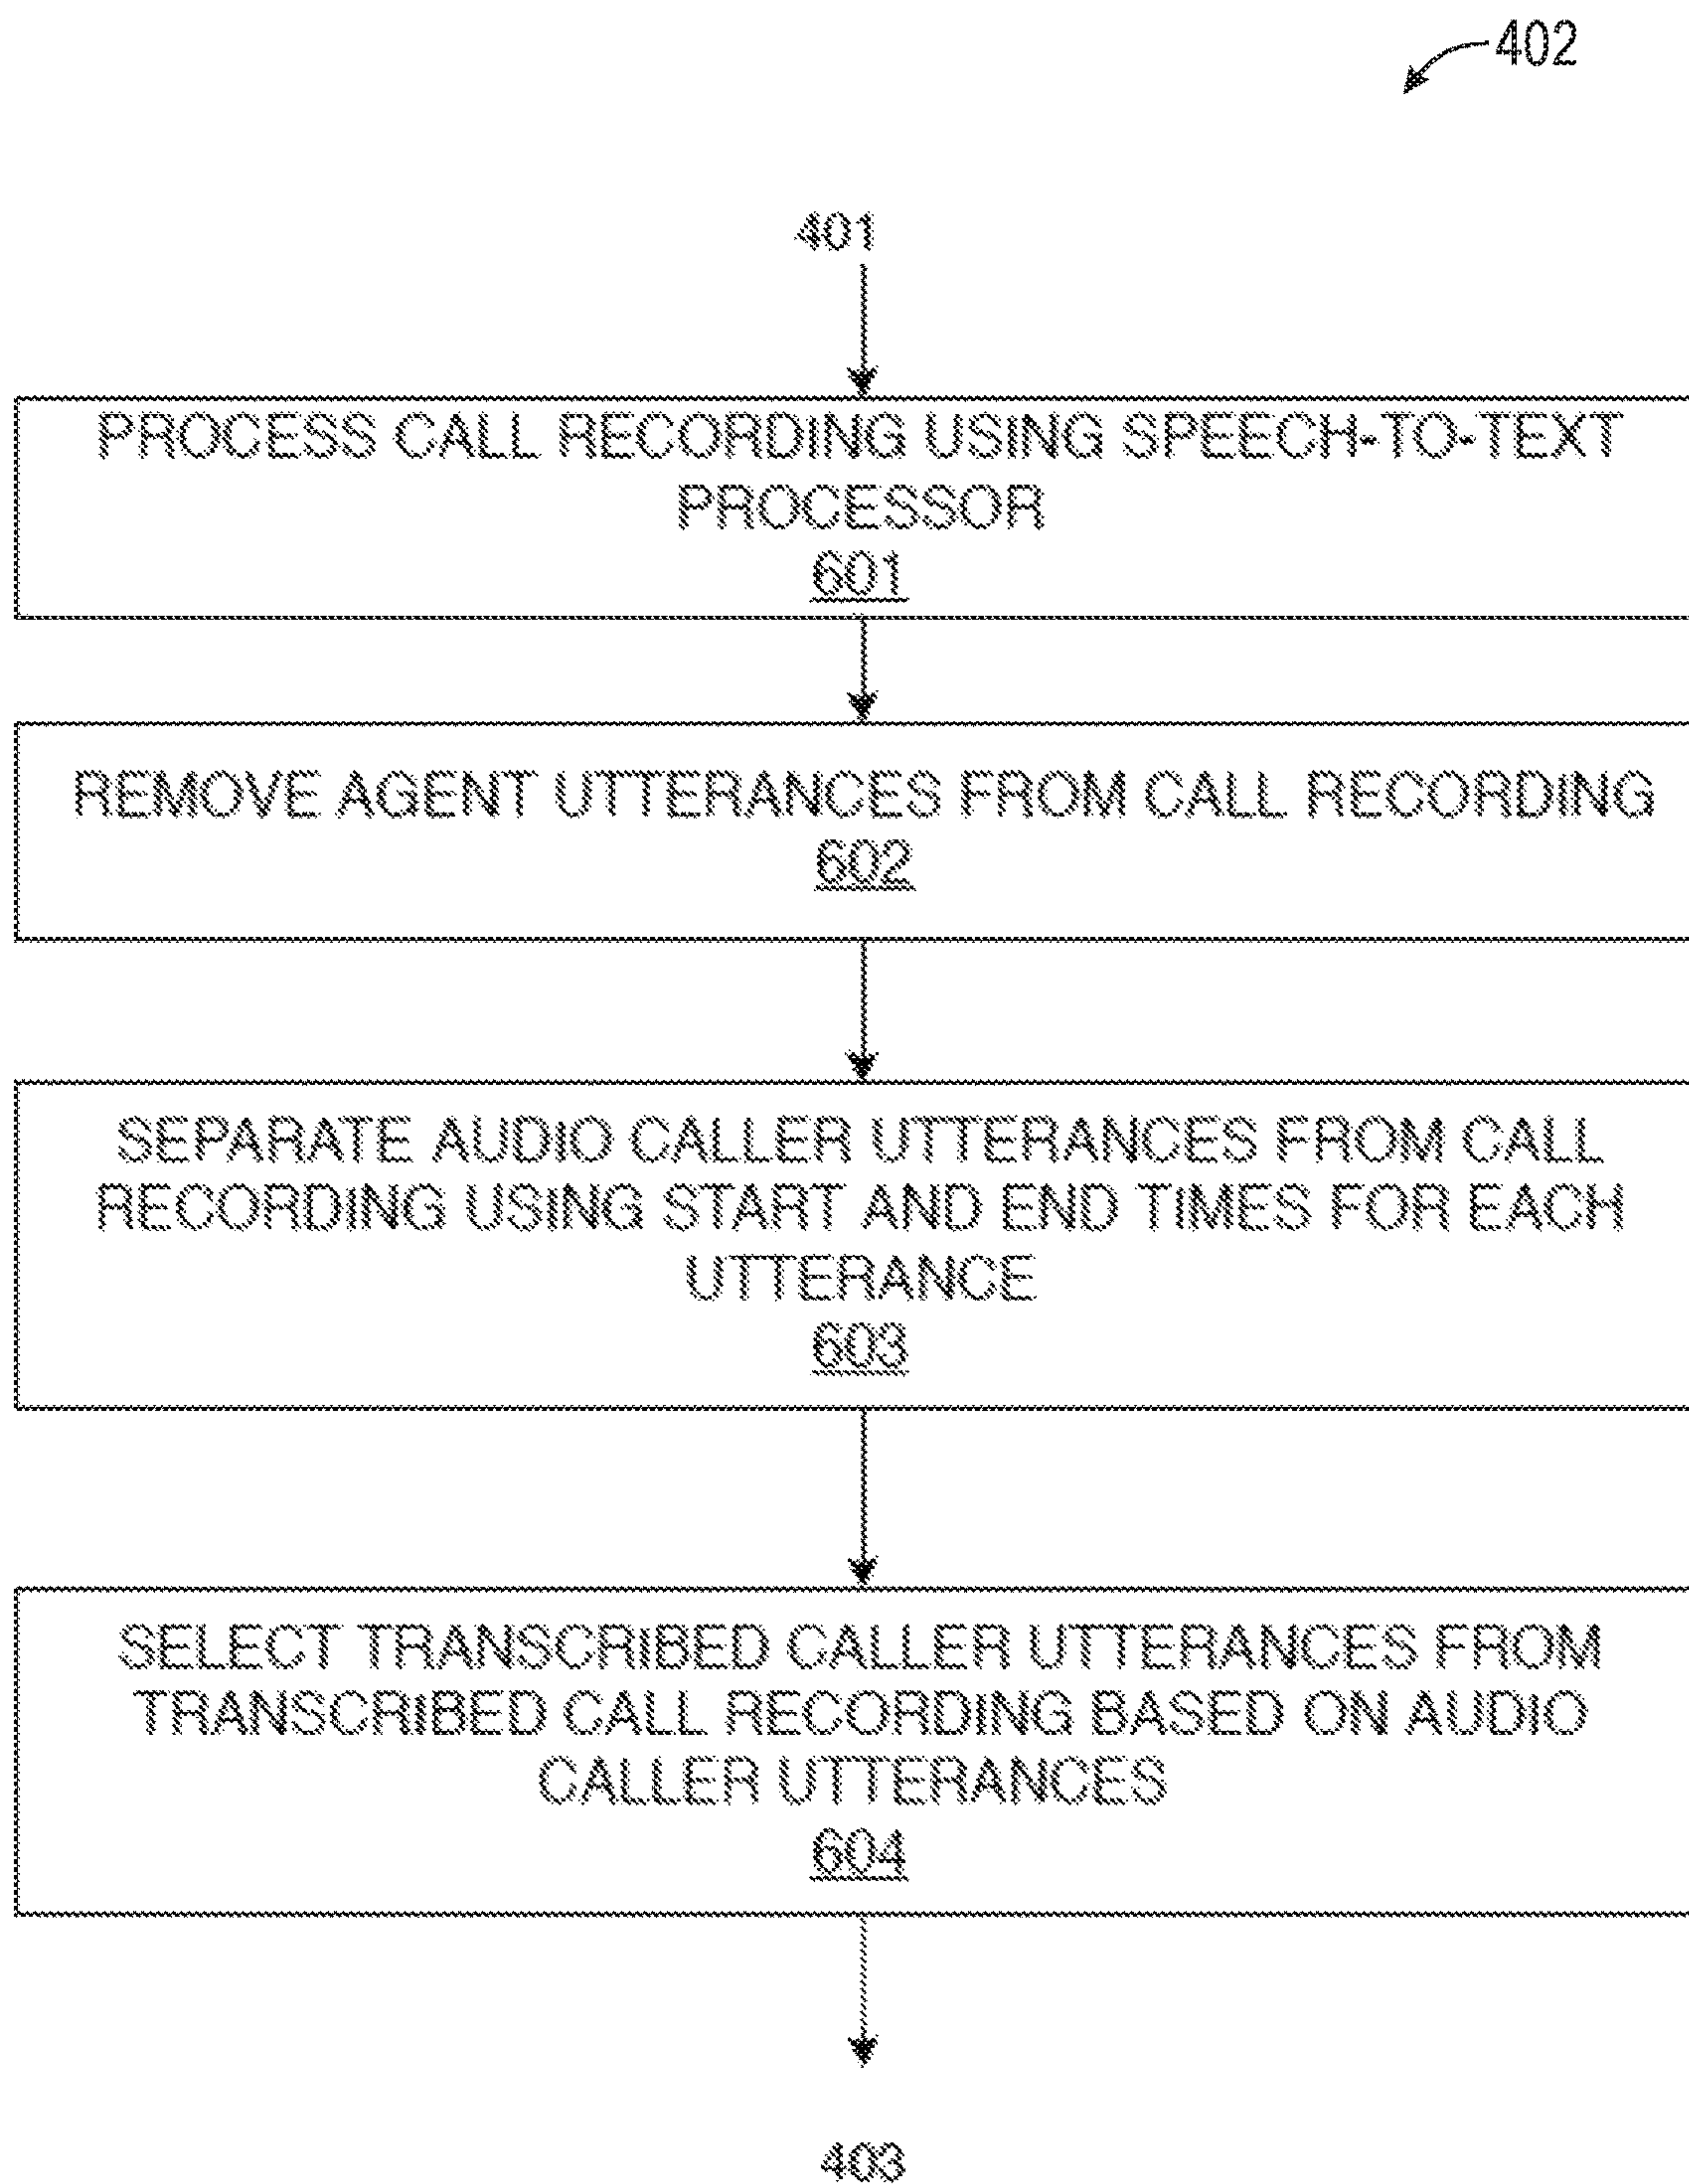 402
401
PROCESS CALL RECORDING USING SPEECH-TO-TEXT
PROCESSOR
601
REMOVE AGENT UTTERANCES FROM CALL RECORDING
602
SEPARATE AUDIO CALLER UTTERANCES FROM CALL
RECORDING USING START AND END TIMES FOR EACH
UTTERANCE
603
SELECT TRANSCRIBED CALLER UTTERANCES FROM
TRANSCRIBED CALL RECORDING BASED ON AUDIO
CALLER UTTERANCES
604
403